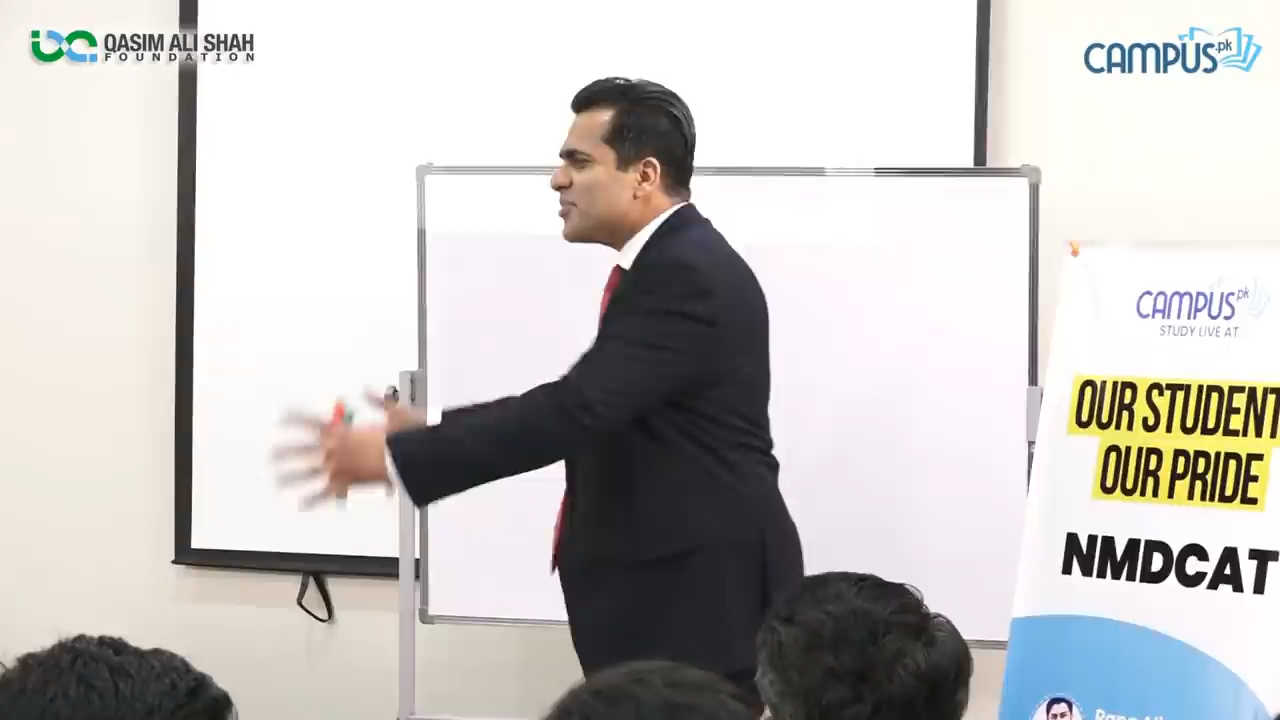 QASIM ALI SHAH
FOUNDATION
CAMPUS.pk
CAMPUS.pk
STUDY LIVE AT
OUR STUDENT
OUR PRIDE
NMDCAT